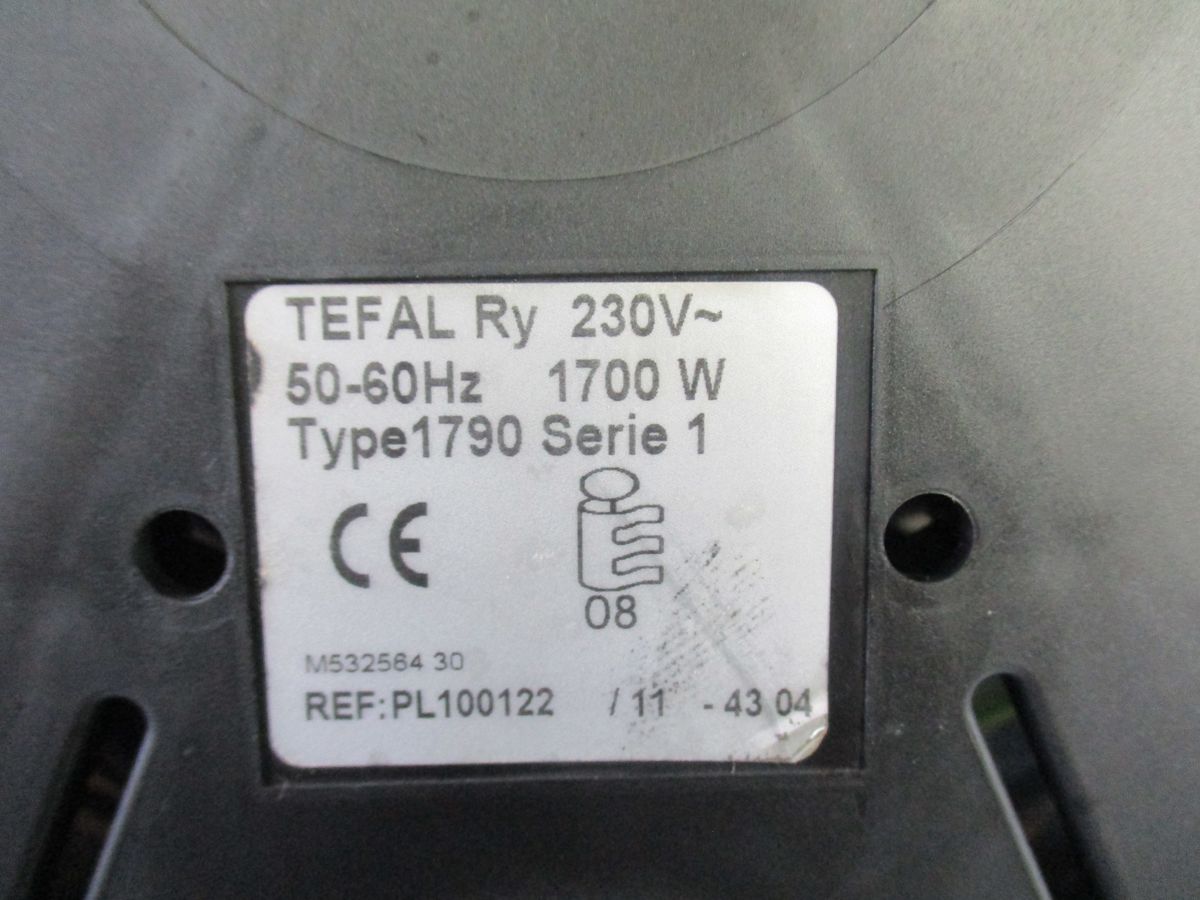 TEFAL Ry 230V~
50-60Hz 1700 W
Type1790 Serie 1
CE
08
M532564 30
REF:PL100122 / 11 - 43 04